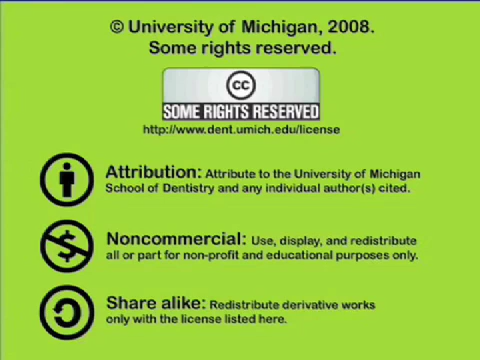 © University of Michigan, 2008.
Some rights reserved.
cc
SOME RIGHTS RESERVED
http://www.dent.umich.edu/license
Attribution: Attribute to the University of Michigan
School of Dentistry and any individual author(s) cited.
Noncommercial: Use, display, and redistribute
all or part for non-profit and educational purposes only.
Share alike: Redistribute derivative works
only with the license listed here.